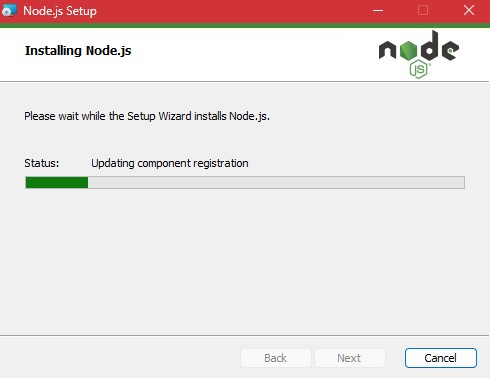 Node.js Setup
Installing Node.js
node
JS
Please wait while the Setup Wizard installs Node.js.
Status: Updating component registration
Back Next Cancel